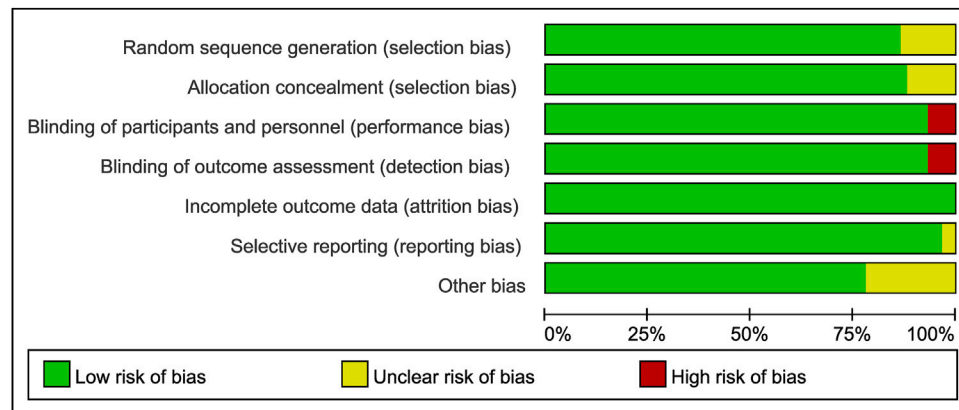 Random sequence generation (selection bias)
Allocation concealment (selection bias)
Blinding of participants and personnel (performance bias)
Blinding of outcome assessment (detection bias)
Incomplete outcome data (attrition bias)
Selective reporting (reporting bias)
Other bias
0% 25% 50% 75% 100%
Low risk of bias Unclear risk of bias High risk of bias